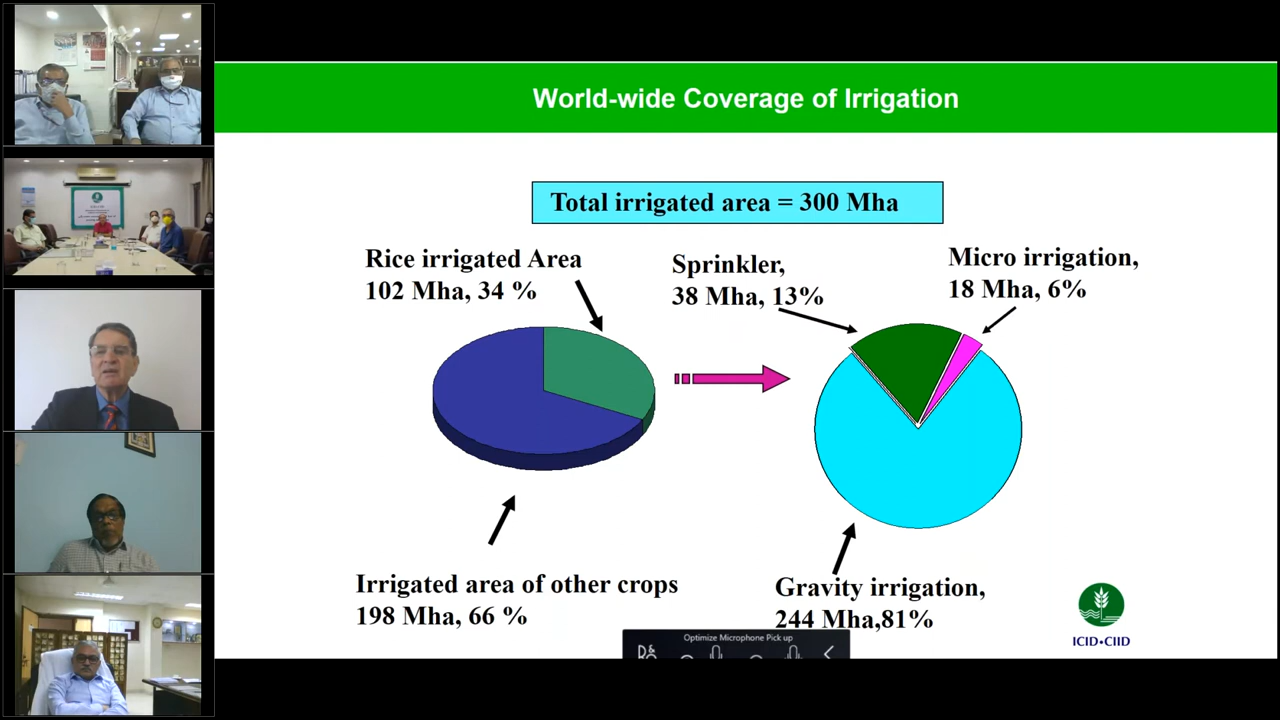 World-wide Coverage of Irrigation
Total irrigated area = 300 Mha
Rice irrigated Area
102 Mha, 34 %
Sprinkler,
38 Mha, 13%
Micro irrigation,
18 Mha, 6%
Irrigated area of other crops
198 Mha, 66 %
Gravity irrigation,
244 Mha,81%
ICID•CIID
Optimize Microphone Pick up